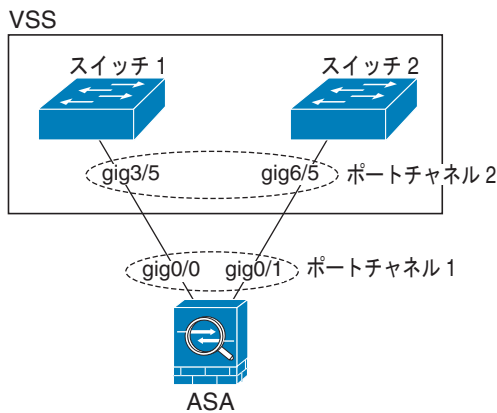 VSS
スイッチ 1
スイッチ 2
gig3/5
gig6/5
ポートチャネル 2
gig0/0
gig0/1
ポートチャネル 1
ASA